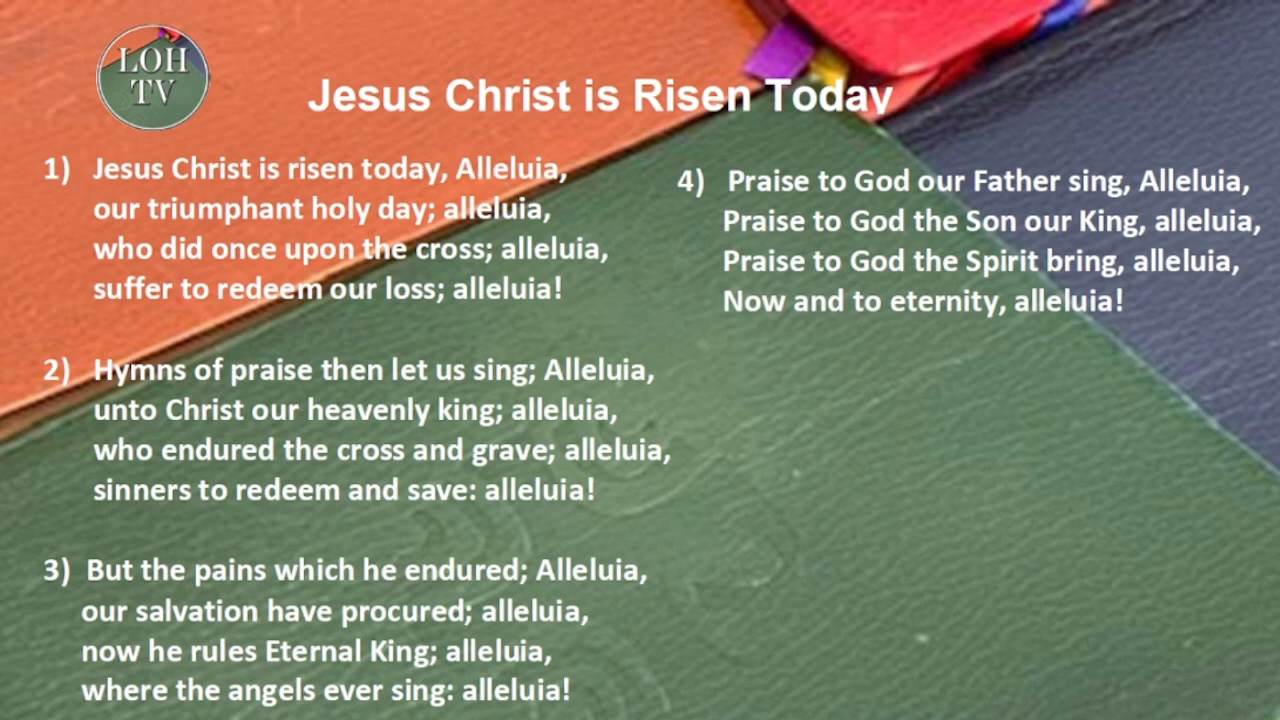 LOH
TV
Jesus Christ is Risen Today
1) Jesus Christ is risen today, Alleluia,
our triumphant holy day; alleluia,
who did once upon the cross; alleluia,
suffer to redeem our loss; alleluia!
2) Hymns of praise then let us sing; Alleluia,
unto Christ our heavenly king; alleluia,
who endured the cross and grave; alleluia,
sinners to redeem and save: alleluia!
3) But the pains which he endured; Alleluia,
our salvation have procured; alleluia,
now he rules Eternal King; alleluia,
where the angels ever sing: alleluia!
4) Praise to God our Father sing, Alleluia,
Praise to God the Son our King, alleluia,
Praise to God the Spirit bring, alleluia,
Now and to eternity, alleluia!